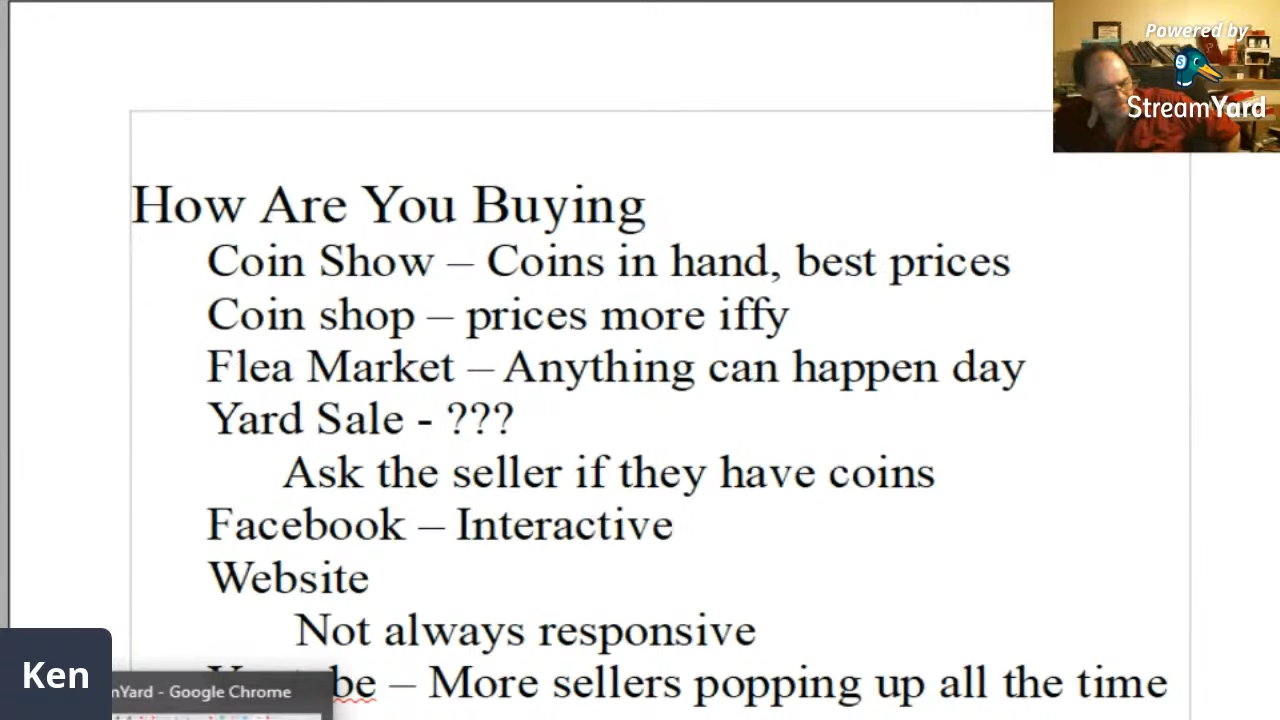 Powered by
StreamYard
How Are You Buying
Coin Show – Coins in hand, best prices
Coin shop – prices more iffy
Flea Market – Anything can happen day
Yard Sale - ???
Ask the seller if they have coins
Facebook – Interactive
Website
Not always responsive
be – More sellers popping up all the time
Ken
mYard - Google Chrome